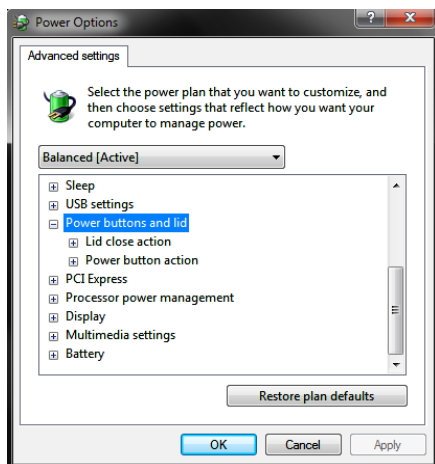 Power Options
?
X
Advanced settings
Select the power plan that you want to customize, and
then choose settings that reflect how you want your
computer to manage power.
Balanced [Active]
Sleep
USB settings
Power buttons and lid
Lid close action
Power button action
PCI Express
Processor power management
Display
Multimedia settings
Battery
Restore plan defaults
OK
Cancel
Apply